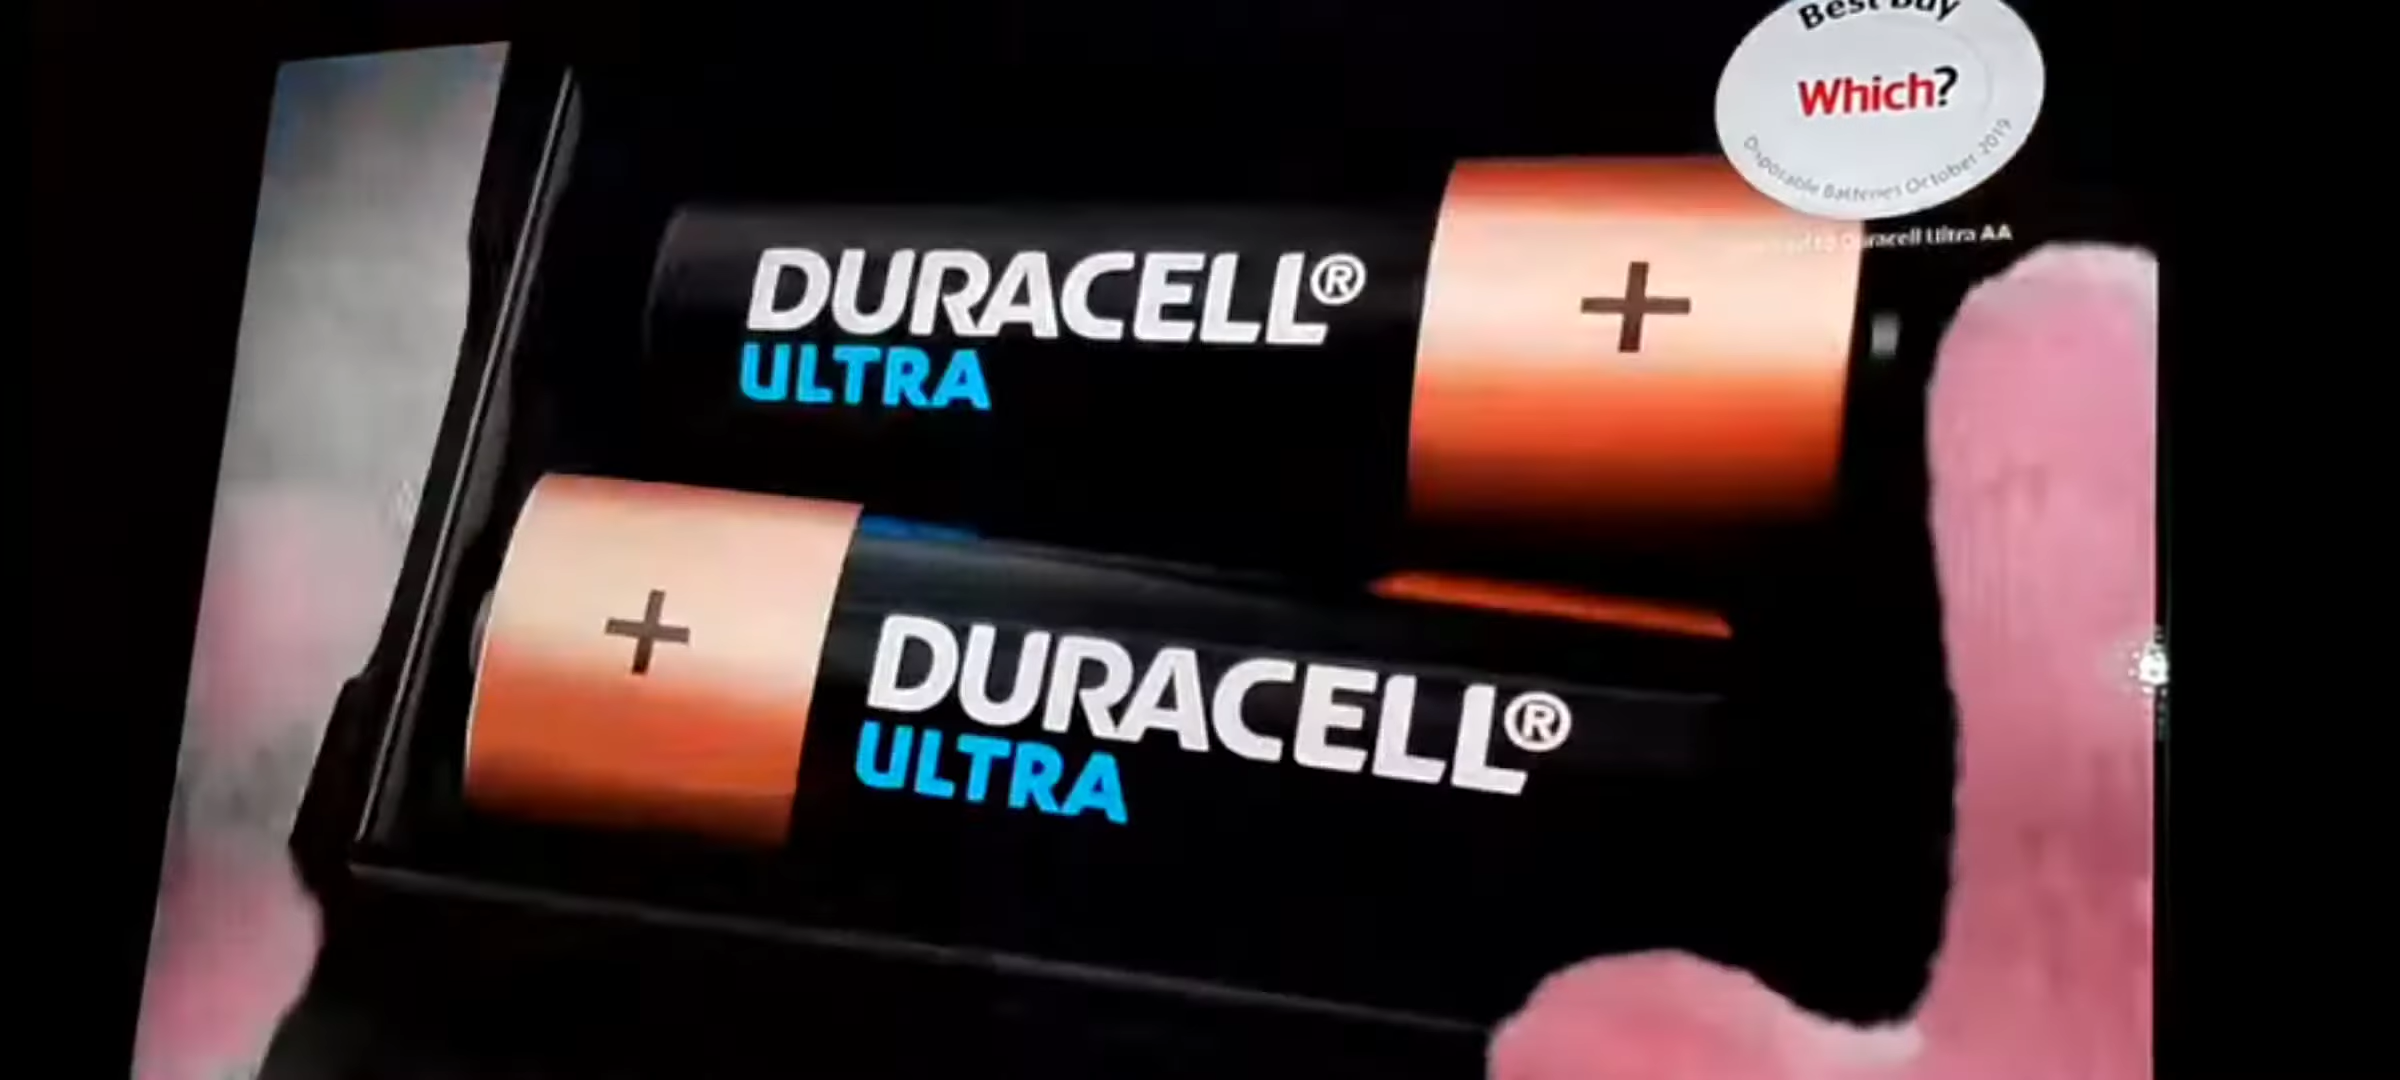 Best Buy
Which?
Disposable Batteries October 2019
Duracell Ultra AA
DURACELL®
ULTRA
+
+
DURACELL®
ULTRA